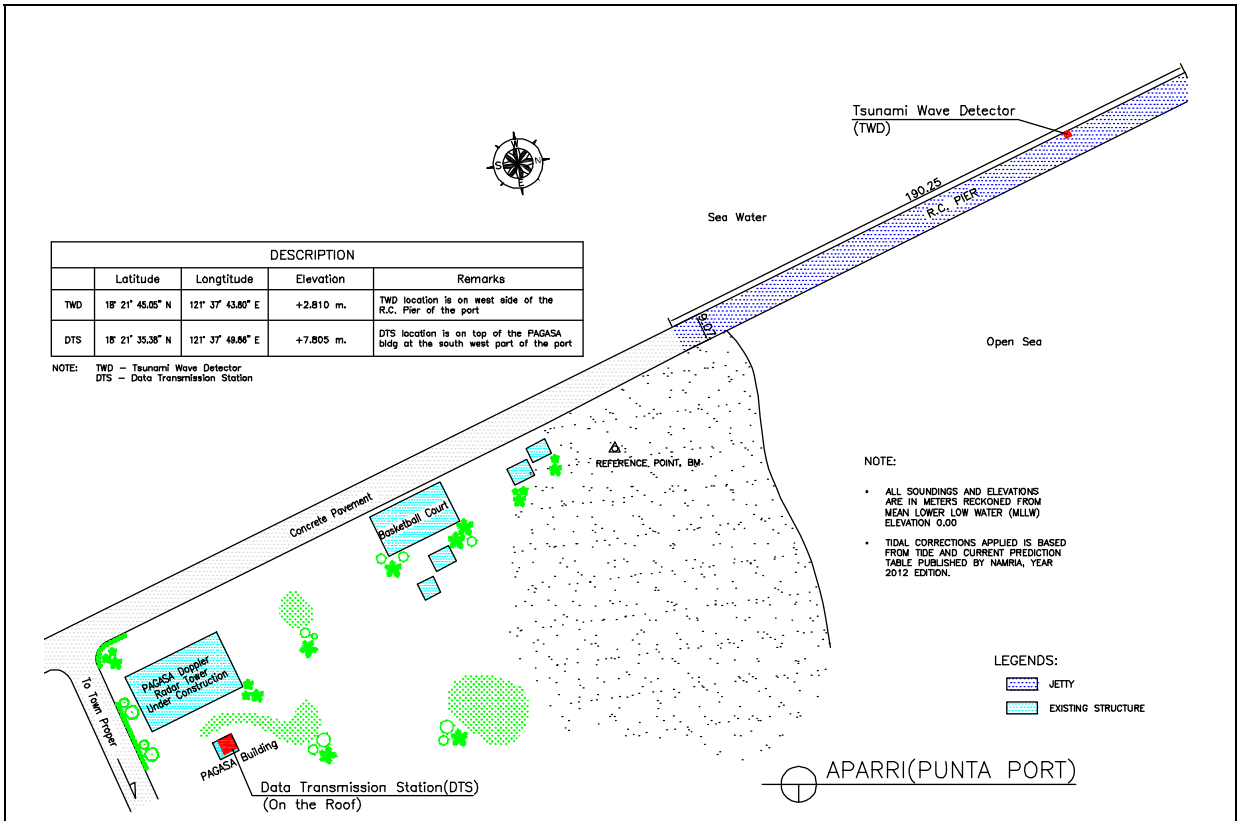 Tsunami Wave Detector
(TWD)
W
S
N
E
190.25
R.C. PIER
Sea Water
DESCRIPTION
Latitude Longtitude Elevation Remarks
TWD 18° 21' 45.05" N 121° 37' 43.80" E +2.810 m. TWD location is on west side of the
R.C. Pier of the port
DTS 18° 21' 35.38" N 121° 37' 49.86" E +7.805 m. DTS location is on top of the PAGASA
bldg at the south west part of the port
NOTE: TWD - Tsunami Wave Detector
DTS - Data Transmission Station
9.07
Open Sea
REFERENCE POINT, BM
NOTE:
• ALL SOUNDINGS AND ELEVATIONS
ARE IN METERS RECKONED FROM
MEAN LOWER LOW WATER (MLLW)
ELEVATION 0.00
• TIDAL CORRECTIONS APPLIED IS BASED
FROM TIDE AND CURRENT PREDICTION
TABLE PUBLISHED BY NAMRIA, YEAR
2012 EDITION.
Concrete Pavement
Basketball Court
PAGASA Doppler
Radar Tower
Under Construction
To Town Proper
PAGASA Building
Data Transmission Station(DTS)
(On the Roof)
LEGENDS:
JETTY
EXISTING STRUCTURE
APARRI(PUNTA PORT)